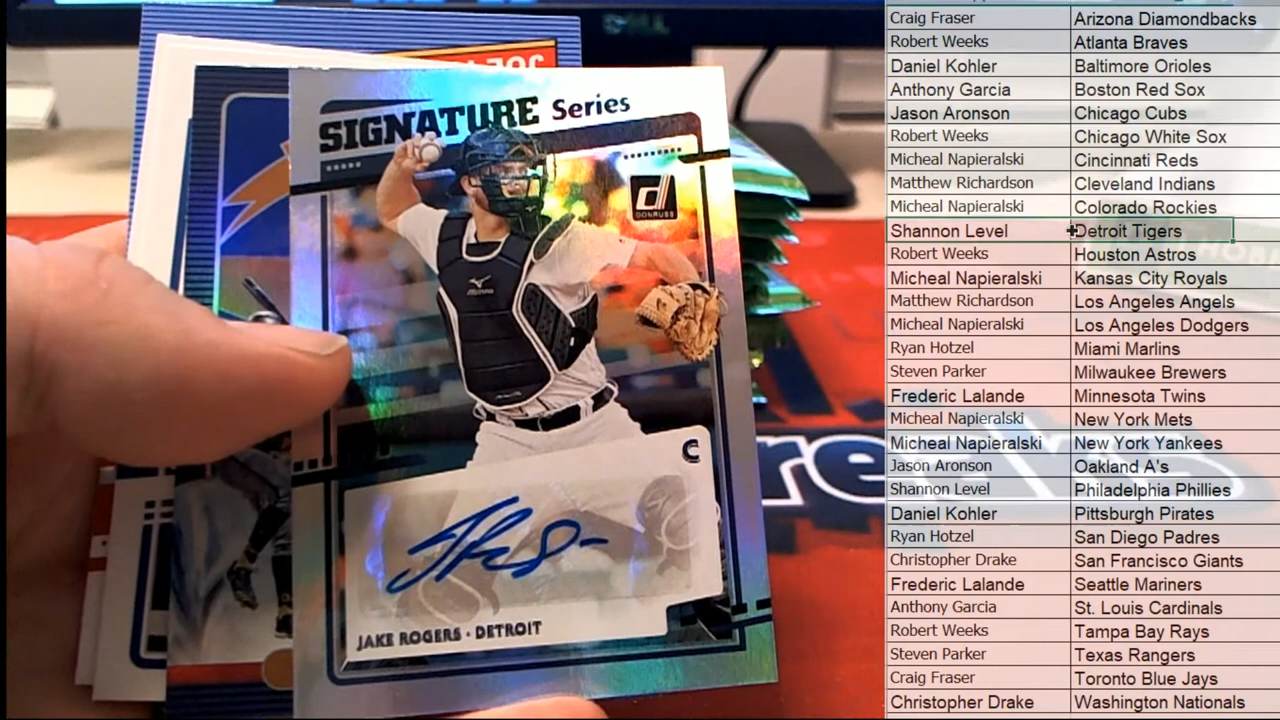 SIGNATURE Series
DONRUSS
MIZUNO
C
JAKE ROGERS • DETROIT
Craig Fraser Arizona Diamondbacks
Robert Weeks Atlanta Braves
Daniel Kohler Baltimore Orioles
Anthony Garcia Boston Red Sox
Jason Aronson Chicago Cubs
Robert Weeks Chicago White Sox
Micheal Napieralski Cincinnati Reds
Matthew Richardson Cleveland Indians
Micheal Napieralski Colorado Rockies
Shannon Level Detroit Tigers
Robert Weeks Houston Astros
Micheal Napieralski Kansas City Royals
Matthew Richardson Los Angeles Angels
Micheal Napieralski Los Angeles Dodgers
Ryan Hotzel Miami Marlins
Steven Parker Milwaukee Brewers
Frederic Lalande Minnesota Twins
Micheal Napieralski New York Mets
Micheal Napieralski New York Yankees
Jason Aronson Oakland A's
Shannon Level Philadelphia Phillies
Daniel Kohler Pittsburgh Pirates
Ryan Hotzel San Diego Padres
Christopher Drake San Francisco Giants
Frederic Lalande Seattle Mariners
Anthony Garcia St. Louis Cardinals
Robert Weeks Tampa Bay Rays
Steven Parker Texas Rangers
Craig Fraser Toronto Blue Jays
Christopher Drake Washington Nationals